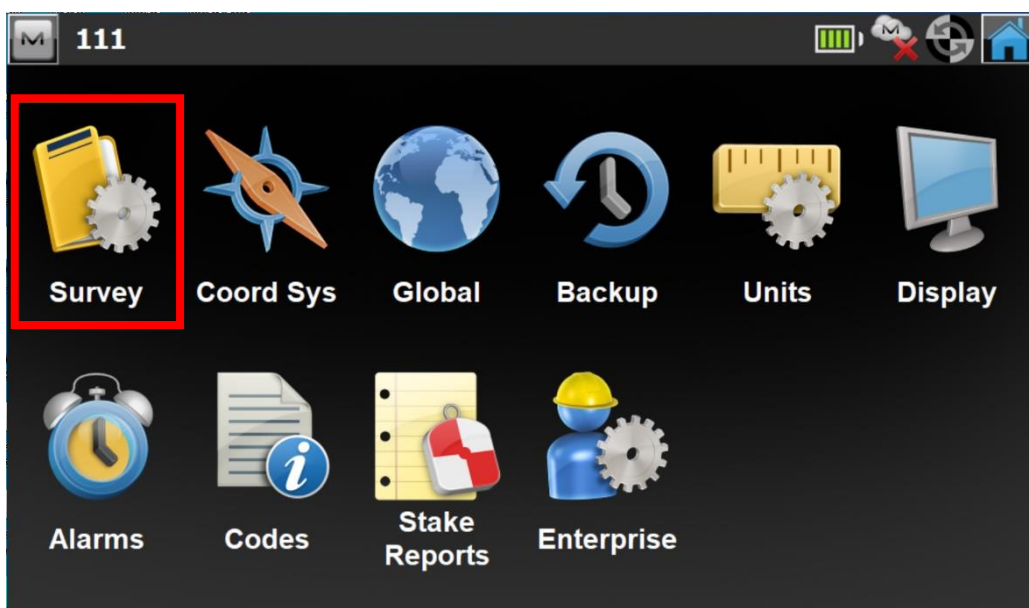 111
Survey
Coord Sys
Global
Backup
Units
Display
Alarms
Codes
Stake
Reports
Enterprise